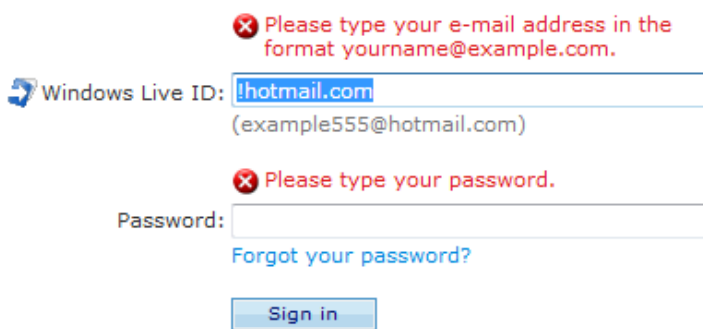 Please type your e-mail address in the
format yourname@example.com.
Windows Live ID: !hotmail.com
(example555@hotmail.com)
Please type your password.
Password:
Forgot your password?
Sign in